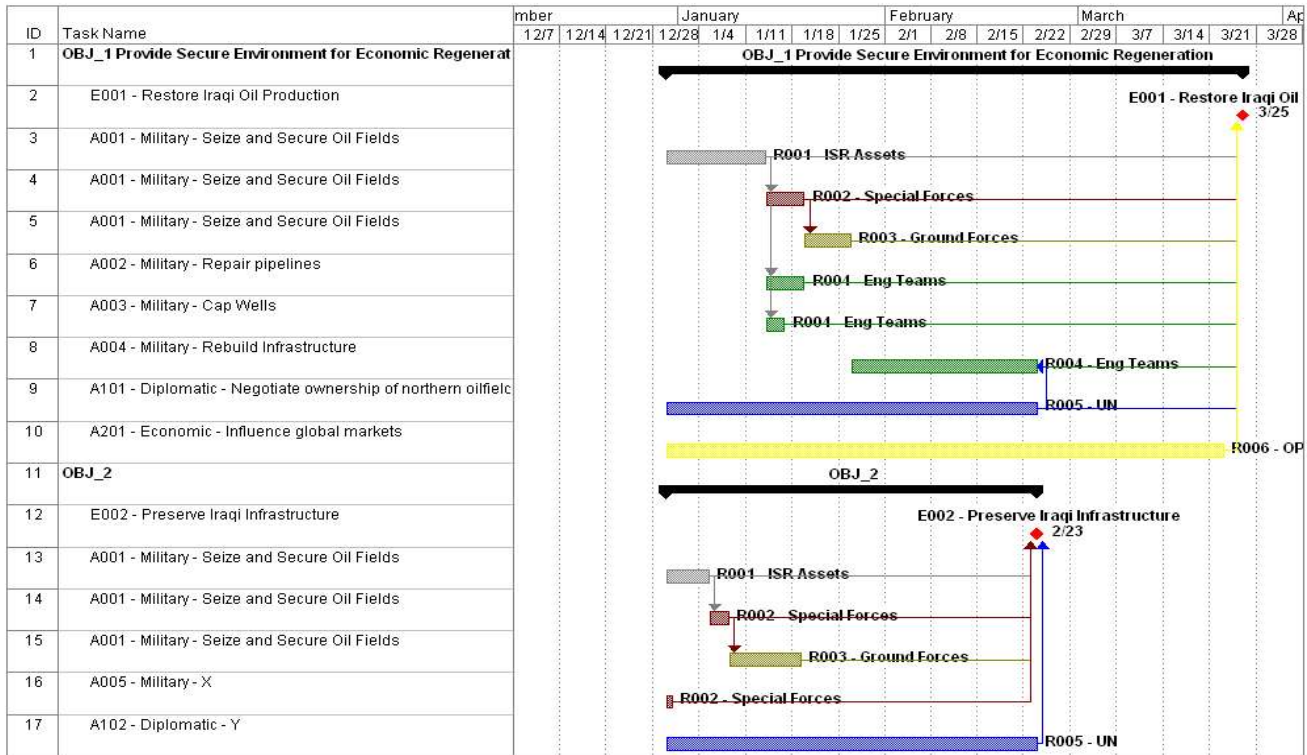 mber January February March Ap
ID Task Name 12/7 12/14 12/21 12/28 1/4 1/11 1/18 1/25 2/1 2/8 2/15 2/22 2/29 3/7 3/14 3/21 3/28
1 OBJ_1 Provide Secure Environment for Economic Regenerat OBJ_1 Provide Secure Environment for Economic Regeneration
2 E001 - Restore Iraqi Oil Production E001 - Restore Iraqi Oil
3/25
3 A001 - Military - Seize and Secure Oil Fields R001 - ISR Assets
4 A001 - Military - Seize and Secure Oil Fields R002 - Special Forces
5 A001 - Military - Seize and Secure Oil Fields R003 - Ground Forces
6 A002 - Military - Repair pipelines R004 - Eng Teams
7 A003 - Military - Cap Wells R004 - Eng Teams
8 A004 - Military - Rebuild Infrastructure R004 - Eng Teams
9 A101 - Diplomatic - Negotiate ownership of northern oilfielc R005 - UN
10 A201 - Economic - Influence global markets R006 - OP
11 OBJ_2 OBJ_2
12 E002 - Preserve Iraqi Infrastructure E002 - Preserve Iraqi Infrastructure
2/23
13 A001 - Military - Seize and Secure Oil Fields R001 - ISR Assets
14 A001 - Military - Seize and Secure Oil Fields R002 - Special Forces
15 A001 - Military - Seize and Secure Oil Fields R003 - Ground Forces
16 A005 - Military - X R002 - Special Forces
17 A102 - Diplomatic - Y R005 - UN